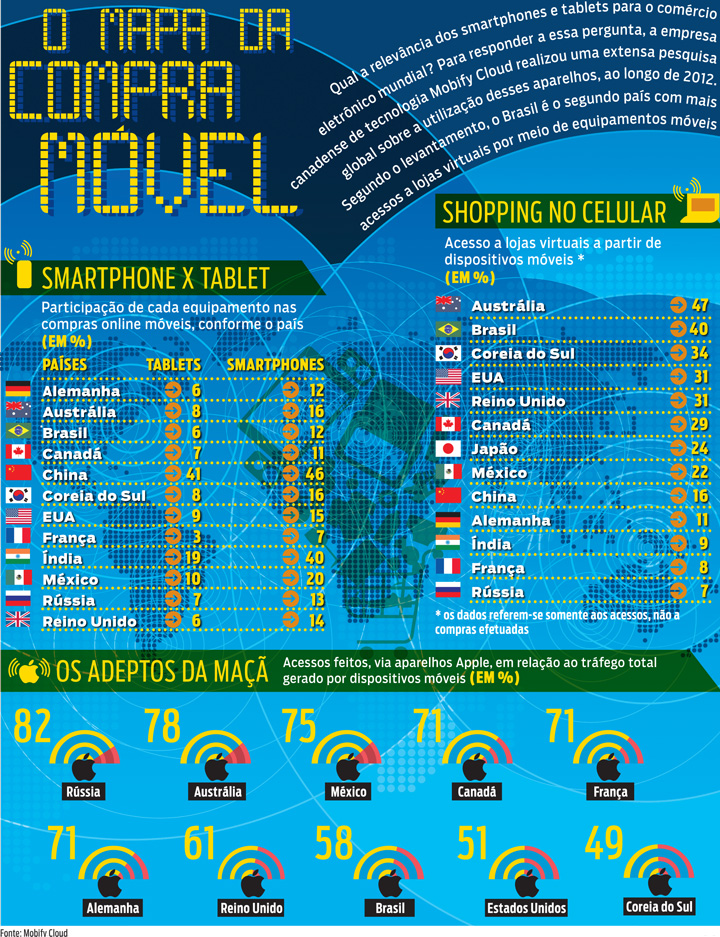 O MAPA DA
COMPRA
MÓVEL
Qual a relevância dos smartphones e tablets para o comércio
eletrônico mundial? Para responder a essa pergunta, a empresa
canadense de tecnologia Mobify Cloud realizou uma extensa pesquisa
global sobre a utilização desses aparelhos, ao longo de 2012.
Segundo o levantamento, o Brasil é o segundo país com mais
acessos a lojas virtuais por meio de equipamentos móveis
SMARTPHONE X TABLET
Participação de cada equipamento nas
compras online móveis, conforme o país
(EM %)
PAÍSES TABLETS SMARTPHONES
Alemanha 6 12
Austrália 8 16
Brasil 6 12
Canadá 7 11
China 41 46
Coreia do Sul 8 16
EUA 9 15
França 3 7
Índia 19 40
México 10 20
Rússia 7 13
Reino Unido 6 14
SHOPPING NO CELULAR
Acesso a lojas virtuais a partir de
dispositivos móveis *
(EM %)
Austrália 47
Brasil 40
Coreia do Sul 34
EUA 31
Reino Unido 31
Canadá 29
Japão 24
México 22
China 16
Alemanha 11
Índia 9
França 8
Rússia 7
* os dados referem-se somente aos acessos, não a
compras efetuadas
OS ADEPTOS DA MAÇÃ
Acessos feitos, via aparelhos Apple, em relação ao tráfego total
gerado por dispositivos móveis (EM %)
82 78 75 71 71
Rússia Austrália México Canadá França
71 61 58 51 49
Alemanha Reino Unido Brasil Estados Unidos Coreia do Sul
Fonte: Mobify Cloud